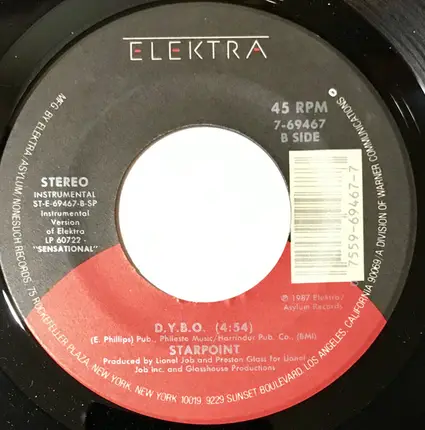 ELEKTRA
45 RPM
7-69467
B SIDE
STEREO
INSTRUMENTAL
ST-E-69467-B-SP
Instrumental
Version
of Elektra
LP 60722 -
"SENSATIONAL"
7559-69467-7
℗ 1987 Elektra/
Asylum Records
D.Y.B.O. (4:54)
(E. Phillips) Pub., Philesto Music/Harrindur Pub. Co., (BMI)
STARPOINT
Produced by Lionel Job and Preston Glass for Lionel
Job inc. and Glasshouse Productions
MFG BY ELEKTRA/ASYLUM/NONESUCH RECORDS, 75 ROCKEFELLER PLAZA, NEW YORK, NEW YORK 10019 9229 SUNSET BOULEVARD, LOS ANGELES, CALIFORNIA 90069/A DIVISION OF WARNER COMMUNICATIONS